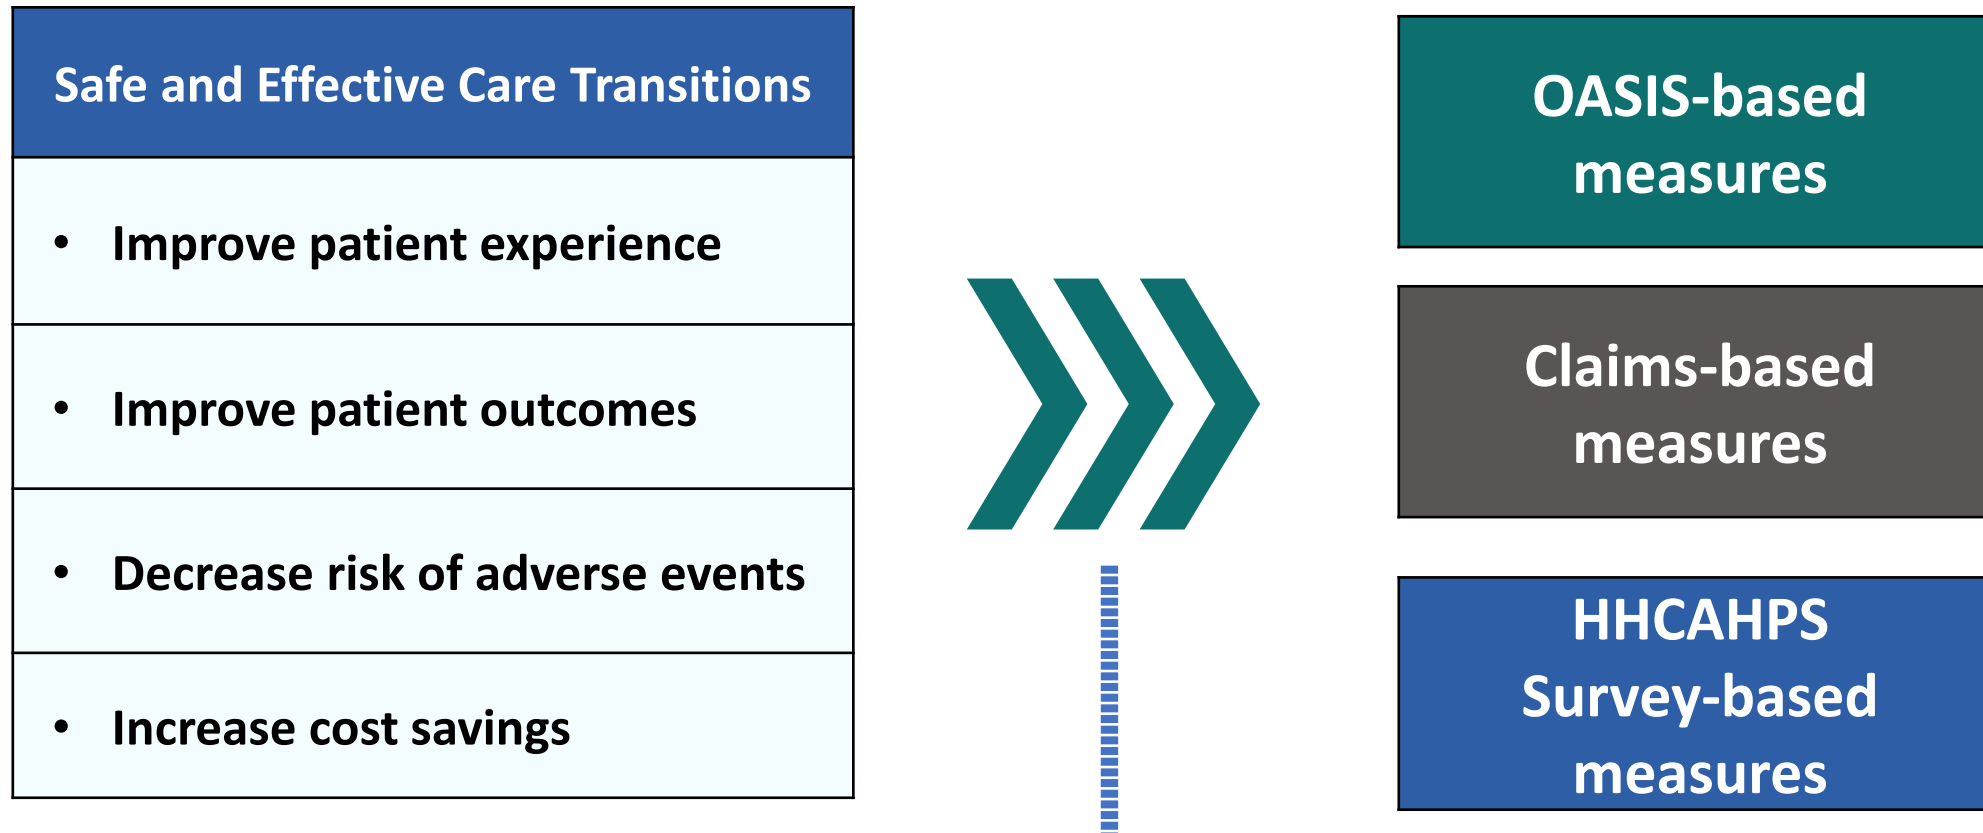 Safe and Effective Care Transitions
• Improve patient experience
• Improve patient outcomes
• Decrease risk of adverse events
• Increase cost savings
OASIS-based
measures
Claims-based
measures
HHCAHPS
Survey-based
measures